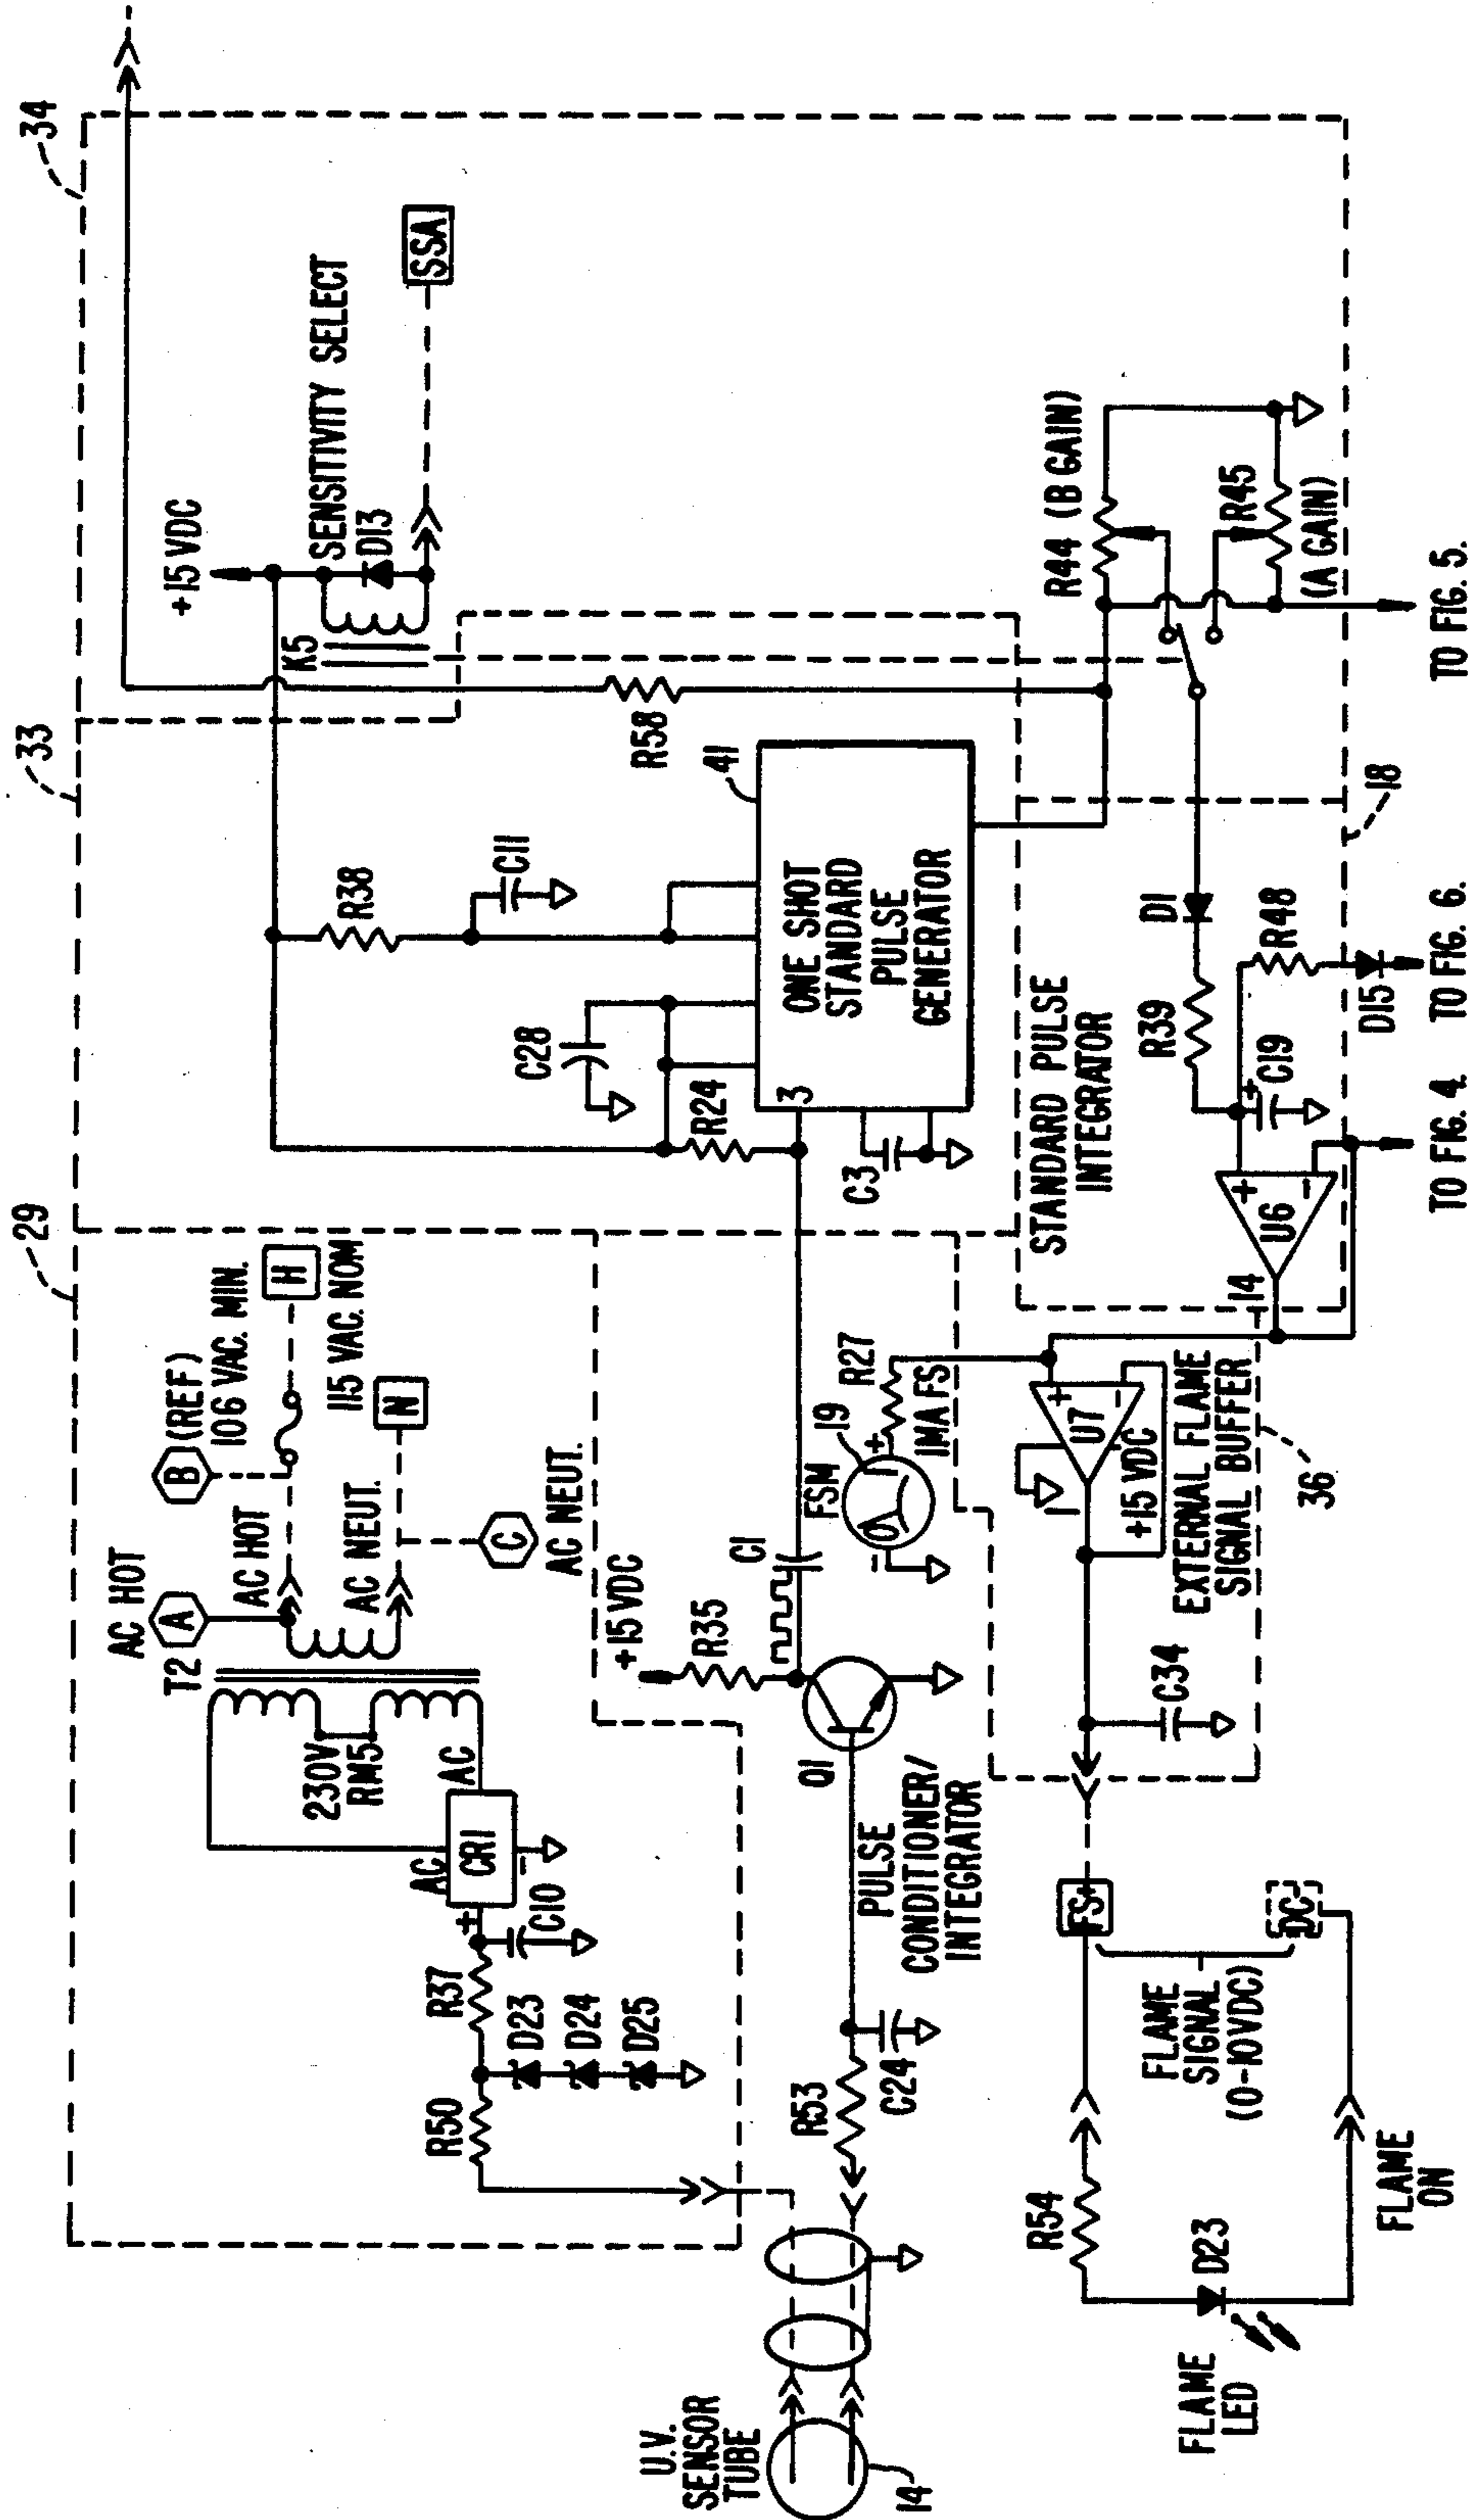 29
33
34
AC HOT
A
T2
AC HOT
AC NEUT.
B
(REF)
106 VAC. MIN.
H
115 VAC NOM
N
C
AC NEUT.
230V
RM5
AC
AC
CR1
+
-
C10
R37
R50
D23
D24
D25
+15 VDC
K5
SENSITIVITY SELECT
D13
SSA
R38
C11
C28
R24
R58
41
3
ONE SHOT
STANDARD
PULSE
GENERATOR
C3
U.V.
SENSOR
TUBE
14
R53
C24
PULSE
CONDITIONER/
INTEGRATOR
Q1
+15VDC
R35
C1
FSM
19
0
1
+
-
R27
1MA FS
STANDARD PULSE
INTEGRATOR
R44 (B GAIN)
R45
(A GAIN)
D1
R39
R48
D15
C19
+
+
-
U6
14
18
+
-
U7
1
+15 VDC
EXTERNAL FLAME
SIGNAL BUFFER
36
C34
FS+
DC-
FLAME
SIGNAL
(0-10VDC)
R54
D23
FLAME
LED
FLAME
ON
TO FIG. 4.
TO FIG. 6.
TO FIG. 5.